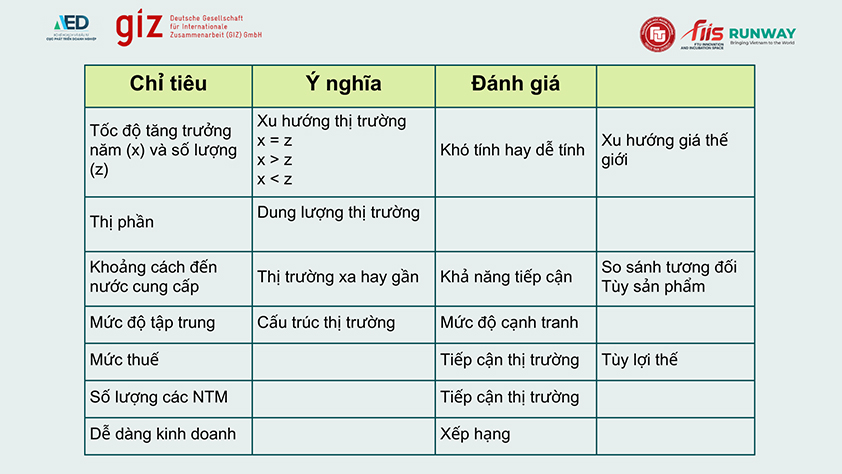 AED
CỤC PHÁT TRIỂN DOANH NGHIỆP
giz
Deutsche Gesellschaft
für Internationale
Zusammenarbeit (GIZ) GmbH
FTU
fiis
FTU INNOVATION
AND INCUBATION SPACE
RUNWAY
Bringing Vietnam to the World
Chỉ tiêu
Ý nghĩa
Đánh giá
Tốc độ tăng trưởng
năm (x) và số lượng
(z)
Xu hướng thị trường
x = z
x > z
x < z
Khó tính hay dễ tính
Xu hướng giá thế
giới
Thị phần
Dung lượng thị trường
Khoảng cách đến
nước cung cấp
Thị trường xa hay gần
Khả năng tiếp cận
So sánh tương đối
Tùy sản phẩm
Mức độ tập trung
Cấu trúc thị trường
Mức độ cạnh tranh
Mức thuế
Tiếp cận thị trường
Tùy lợi thế
Số lượng các NTM
Tiếp cận thị trường
Dễ dàng kinh doanh
Xếp hạng